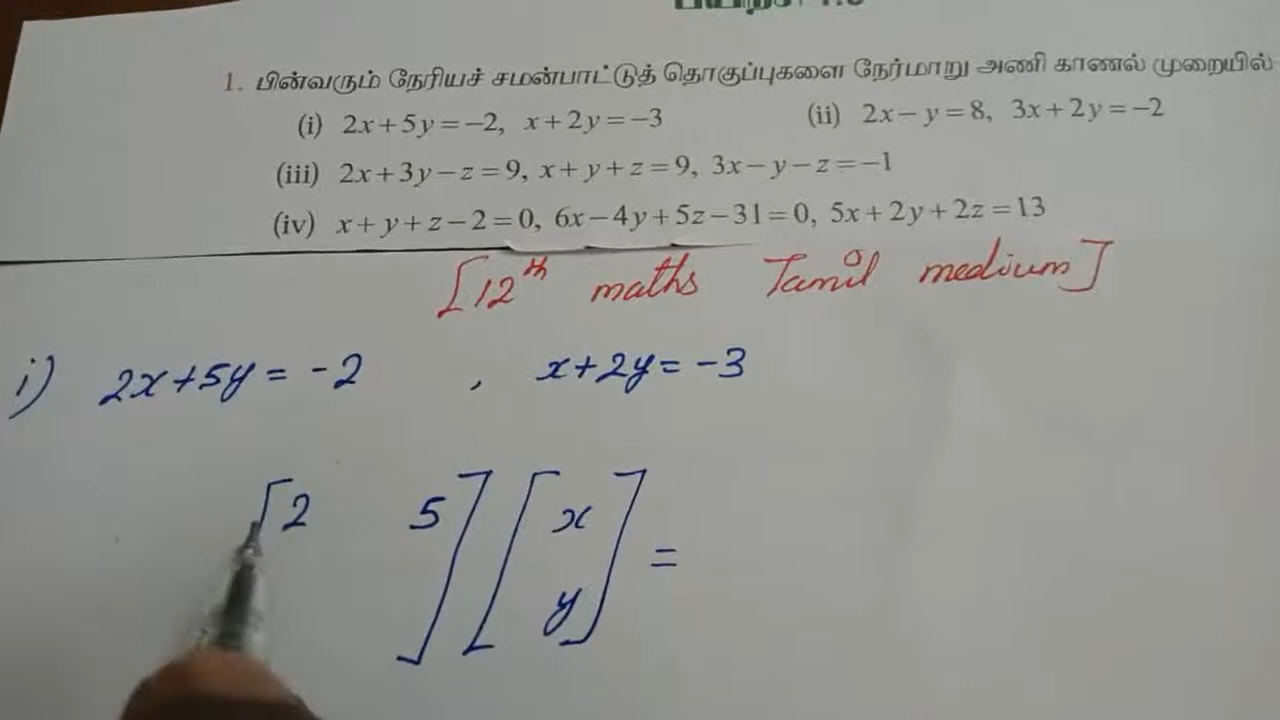 1. பின்வரும் நேரியச் சமன்பாட்டுத் தொகுப்புகளை நேர்மாறு அணி காணல் முறையில்
(i) 2x+5y=−2, x+2y=−3 (ii) 2x−y=8, 3x+2y=−2
(iii) 2x+3y−z=9, x+y+z=9, 3x−y−z=−1
(iv) x+y+z−2=0, 6x−4y+5z−31=0, 5x+2y+2z=13
[12th maths Tamil medium]
i) 2x+5y=-2 , x+2y=-3
[2 5] [x
y] =